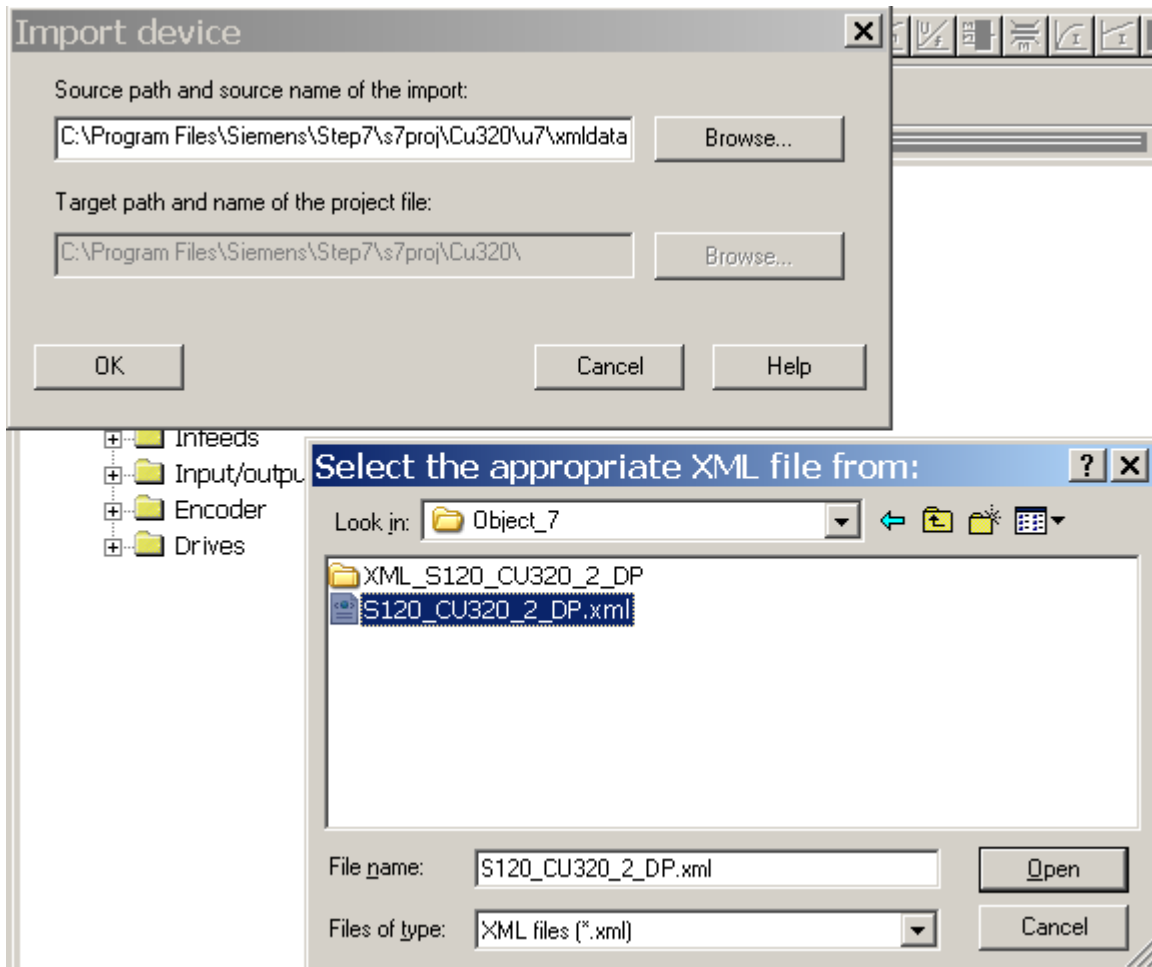 Import device
Source path and source name of the import:
C:\Program Files\Siemens\Step7\s7proj\Cu320\u7\xmldata
Browse...
Target path and name of the project file:
C:\Program Files\Siemens\Step7\s7proj\Cu320\
Browse...
OK
Cancel
Help
Infeeds
Input/outpu
Encoder
Drives
Select the appropriate XML file from:
Look in:
Object_7
XML_S120_CU320_2_DP
S120_CU320_2_DP.xml
File name:
S120_CU320_2_DP.xml
Open
Files of type:
XML files (*.xml)
Cancel